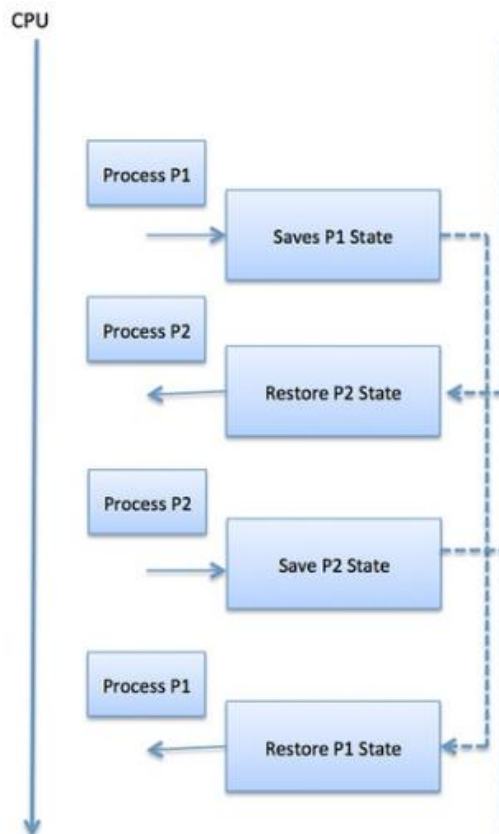 CPU
Process P1
Saves P1 State
Process P2
Restore P2 State
Process P2
Save P2 State
Process P1
Restore P1 State